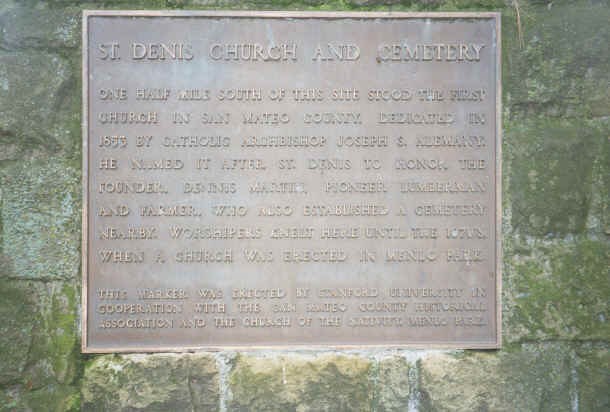 ST. DENIS CHURCH AND CEMETERY
ONE HALF MILE SOUTH OF THIS SITE STOOD THE FIRST
CHURCH IN SAN MATEO COUNTY, DEDICATED IN
1853 BY CATHOLIC ARCHBISHOP JOSEPH S. ALEMANY.
HE NAMED IT AFTER ST. DENIS TO HONOR THE
FOUNDER, DENNIS MARTIN, PIONEER LUMBERMAN
AND FARMER, WHO ALSO ESTABLISHED A CEMETERY
NEARBY. WORSHIPERS KNELT HERE UNTIL THE 1870'S,
WHEN A CHURCH WAS ERECTED IN MENLO PARK.
THIS MARKER WAS ERECTED BY STANFORD UNIVERSITY IN
COOPERATION WITH THE SAN MATEO COUNTY HISTORICAL
ASSOCIATION AND THE CHURCH OF THE NATIVITY, MENLO PARK.